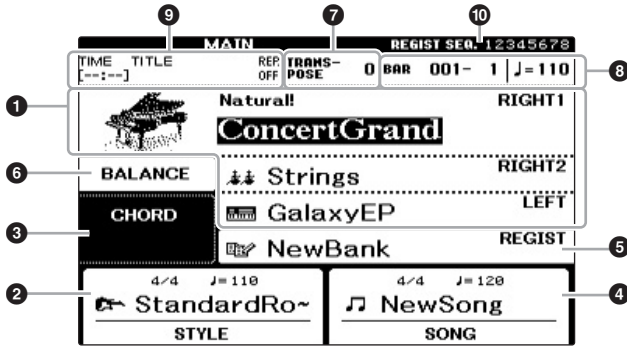 9 7 10
MAIN REGIST SEQ. 12345678
TIME TITLE REP. OFF
[--:--]
TRANS-
POSE 0
BAR 001- 1 ♩=110
8
1
Natural! RIGHT1
ConcertGrand
6 BALANCE
Strings RIGHT2
3 CHORD
GalaxyEP LEFT
NewBank REGIST 5
2 4/4 ♩=110
StandardRo~
STYLE
4/4 ♩=120 4
NewSong
SONG